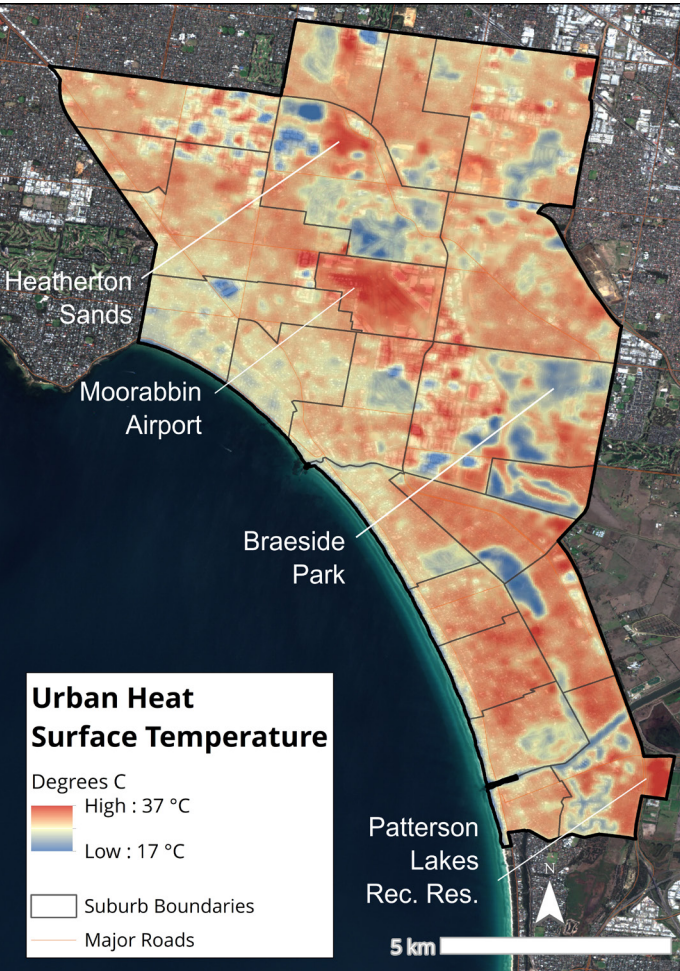 Heatherton
Sands
Moorabbin
Airport
Braeside
Park
Urban Heat
Surface Temperature
Degrees C
High : 37 °C
Low : 17 °C
Suburb Boundaries
Major Roads
Patterson
Lakes
Rec. Res.
N
5 km